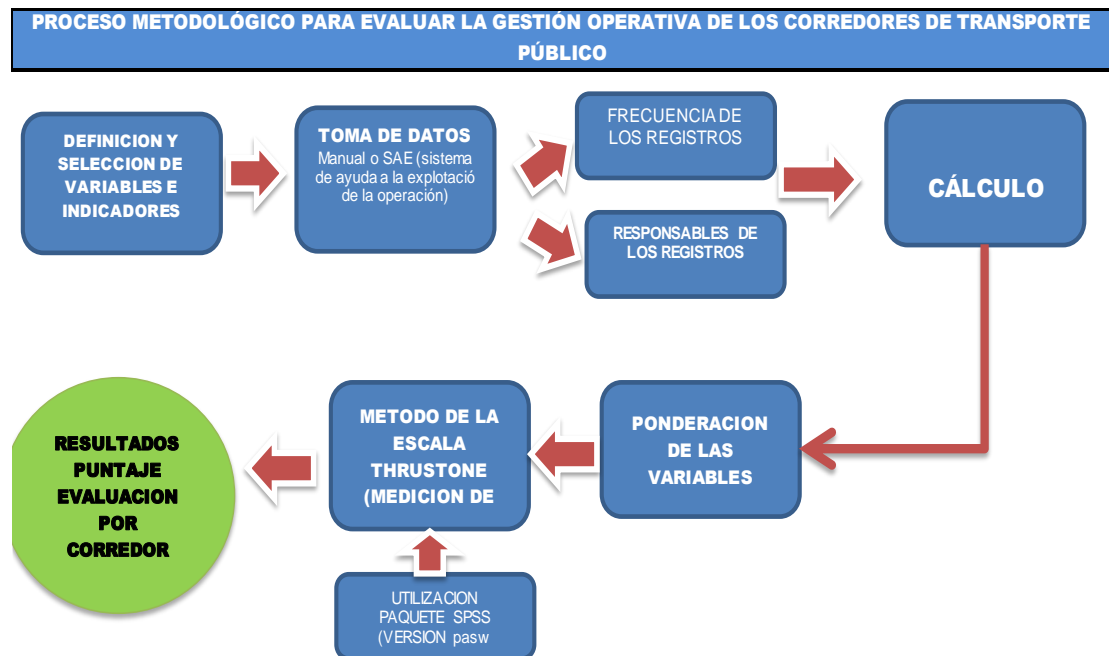 PROCESO METODOLÓGICO PARA EVALUAR LA GESTIÓN OPERATIVA DE LOS CORREDORES DE TRANSPORTE
PÚBLICO
DEFINICION Y
SELECCION DE
VARIABLES E
INDICADORES
TOMA DE DATOS
Manual o SAE (sistema
de ayuda a la explotació
de la operación)
FRECUENCIA DE
LOS REGISTROS
RESPONSABLES DE
LOS REGISTROS
CÁLCULO
PONDERACION
DE LAS
VARIABLES
METODO DE LA
ESCALA
THRUSTONE
(MEDICION DE
UTILIZACION
PAQUETE SPSS
(VERSION pasw
RESULTADOS
PUNTAJE
EVALUACION
POR
CORREDOR